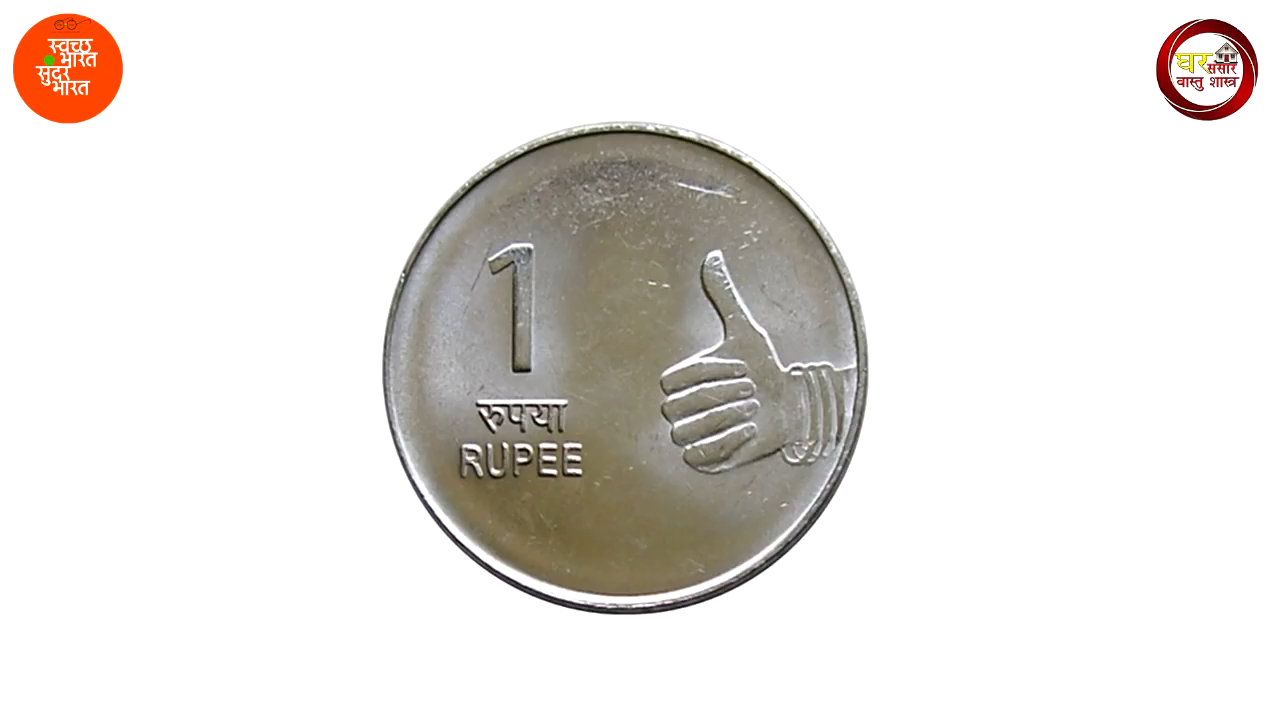 स्वच्छ
भारत
सुंदर
भारत
घर
संसार
वास्तु शास्त्र
1
रुपया
RUPEE